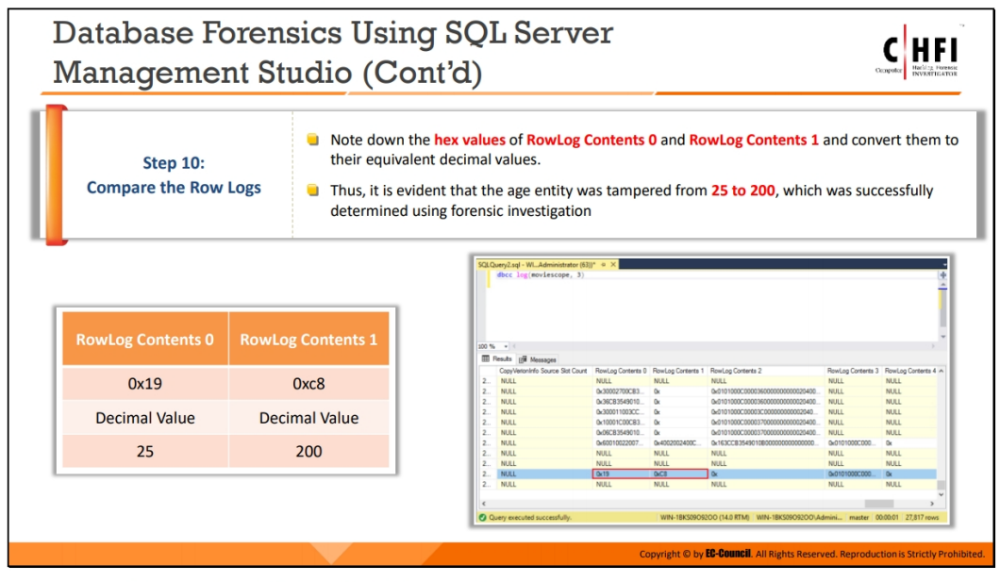 Database Forensics Using SQL Server
Management Studio (Cont’d)
C HFI
Computer Hacking Forensic
INVESTIGATOR
Step 10:
Compare the Row Logs
Note down the hex values of RowLog Contents 0 and RowLog Contents 1 and convert them to
their equivalent decimal values.
Thus, it is evident that the age entity was tampered from 25 to 200, which was successfully
determined using forensic investigation
RowLog Contents 0 RowLog Contents 1
0x19 0xc8
Decimal Value Decimal Value
25 200
SQLQuery2.sql - WI...Administrator (63))*
dbcc log(moviescope, 3)
100 %
Results Messages
CopyVersionInfo Source Slot Count RowLog Contents 0 RowLog Contents 1 RowLog Contents 2 RowLog Contents 3 RowLog Contents 4
2... NULL NULL NULL NULL NULL NULL
2... NULL 0x30002700CB3... 0x 0x0101000C0000360000000000020400... NULL NULL
2... NULL 0x36CB3549010... 0x 0x0101000C0000360000000000020400... NULL NULL
2... NULL 0x300011003CC... 0x 0x0101000C00003C000000000002040... NULL NULL
2... NULL 0x10001C00CB3... 0x 0x0101000C0000370000000000020400... NULL NULL
2... NULL 0x06CB3549010... 0x 0x0101000C0000370000000000020400... NULL NULL
2... NULL 0x60010022007... 0x4002002400C... 0x163CCB3549010B0000000000000... 0x0101000C000... 0x
2... NULL NULL NULL NULL NULL NULL
2... NULL NULL NULL NULL NULL NULL
2... NULL 0x19 0xC8 0x 0x0101000C000... 0x
2... NULL NULL NULL NULL NULL NULL
Query executed successfully. WIN-1BKS09O92OO (14.0 RTM) WIN-1BKS09O92OO\Admini... master 00:00:01 27,817 rows
Copyright © by EC-Council. All Rights Reserved. Reproduction is Strictly Prohibited.